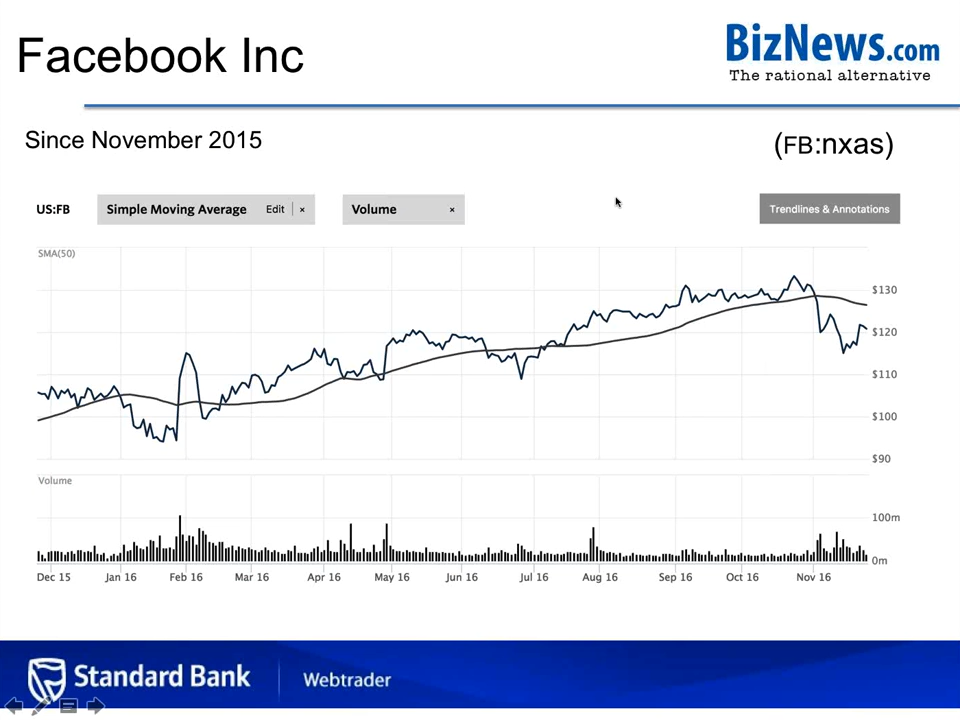 Facebook Inc
BizNews.com
The rational alternative
Since November 2015
(FB:nxas)
US:FB
Simple Moving Average Edit ×
Volume ×
Trendlines & Annotations
SMA(50)
$130
$120
$110
$100
$90
Volume
100m
0m
Dec 15 Jan 16 Feb 16 Mar 16 Apr 16 May 16 Jun 16 Jul 16 Aug 16 Sep 16 Oct 16 Nov 16
Standard Bank
Webtrader